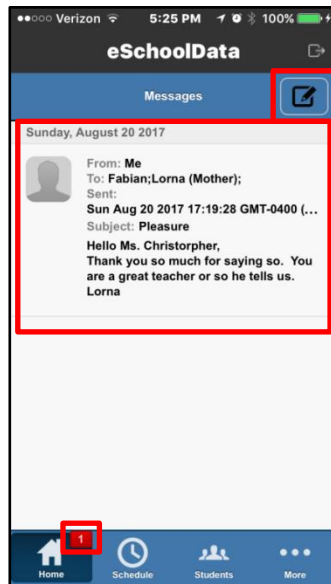 Verizon 5:25 PM 100%
eSchoolData
Messages
Sunday, August 20 2017
From: Me
To: Fabian;Lorna (Mother);
Sent:
Sun Aug 20 2017 17:19:28 GMT-0400 (...
Subject: Pleasure
Hello Ms. Christorpher,
Thank you so much for saying so. You
are a great teacher or so he tells us.
Lorna
1
Home Schedule Students More